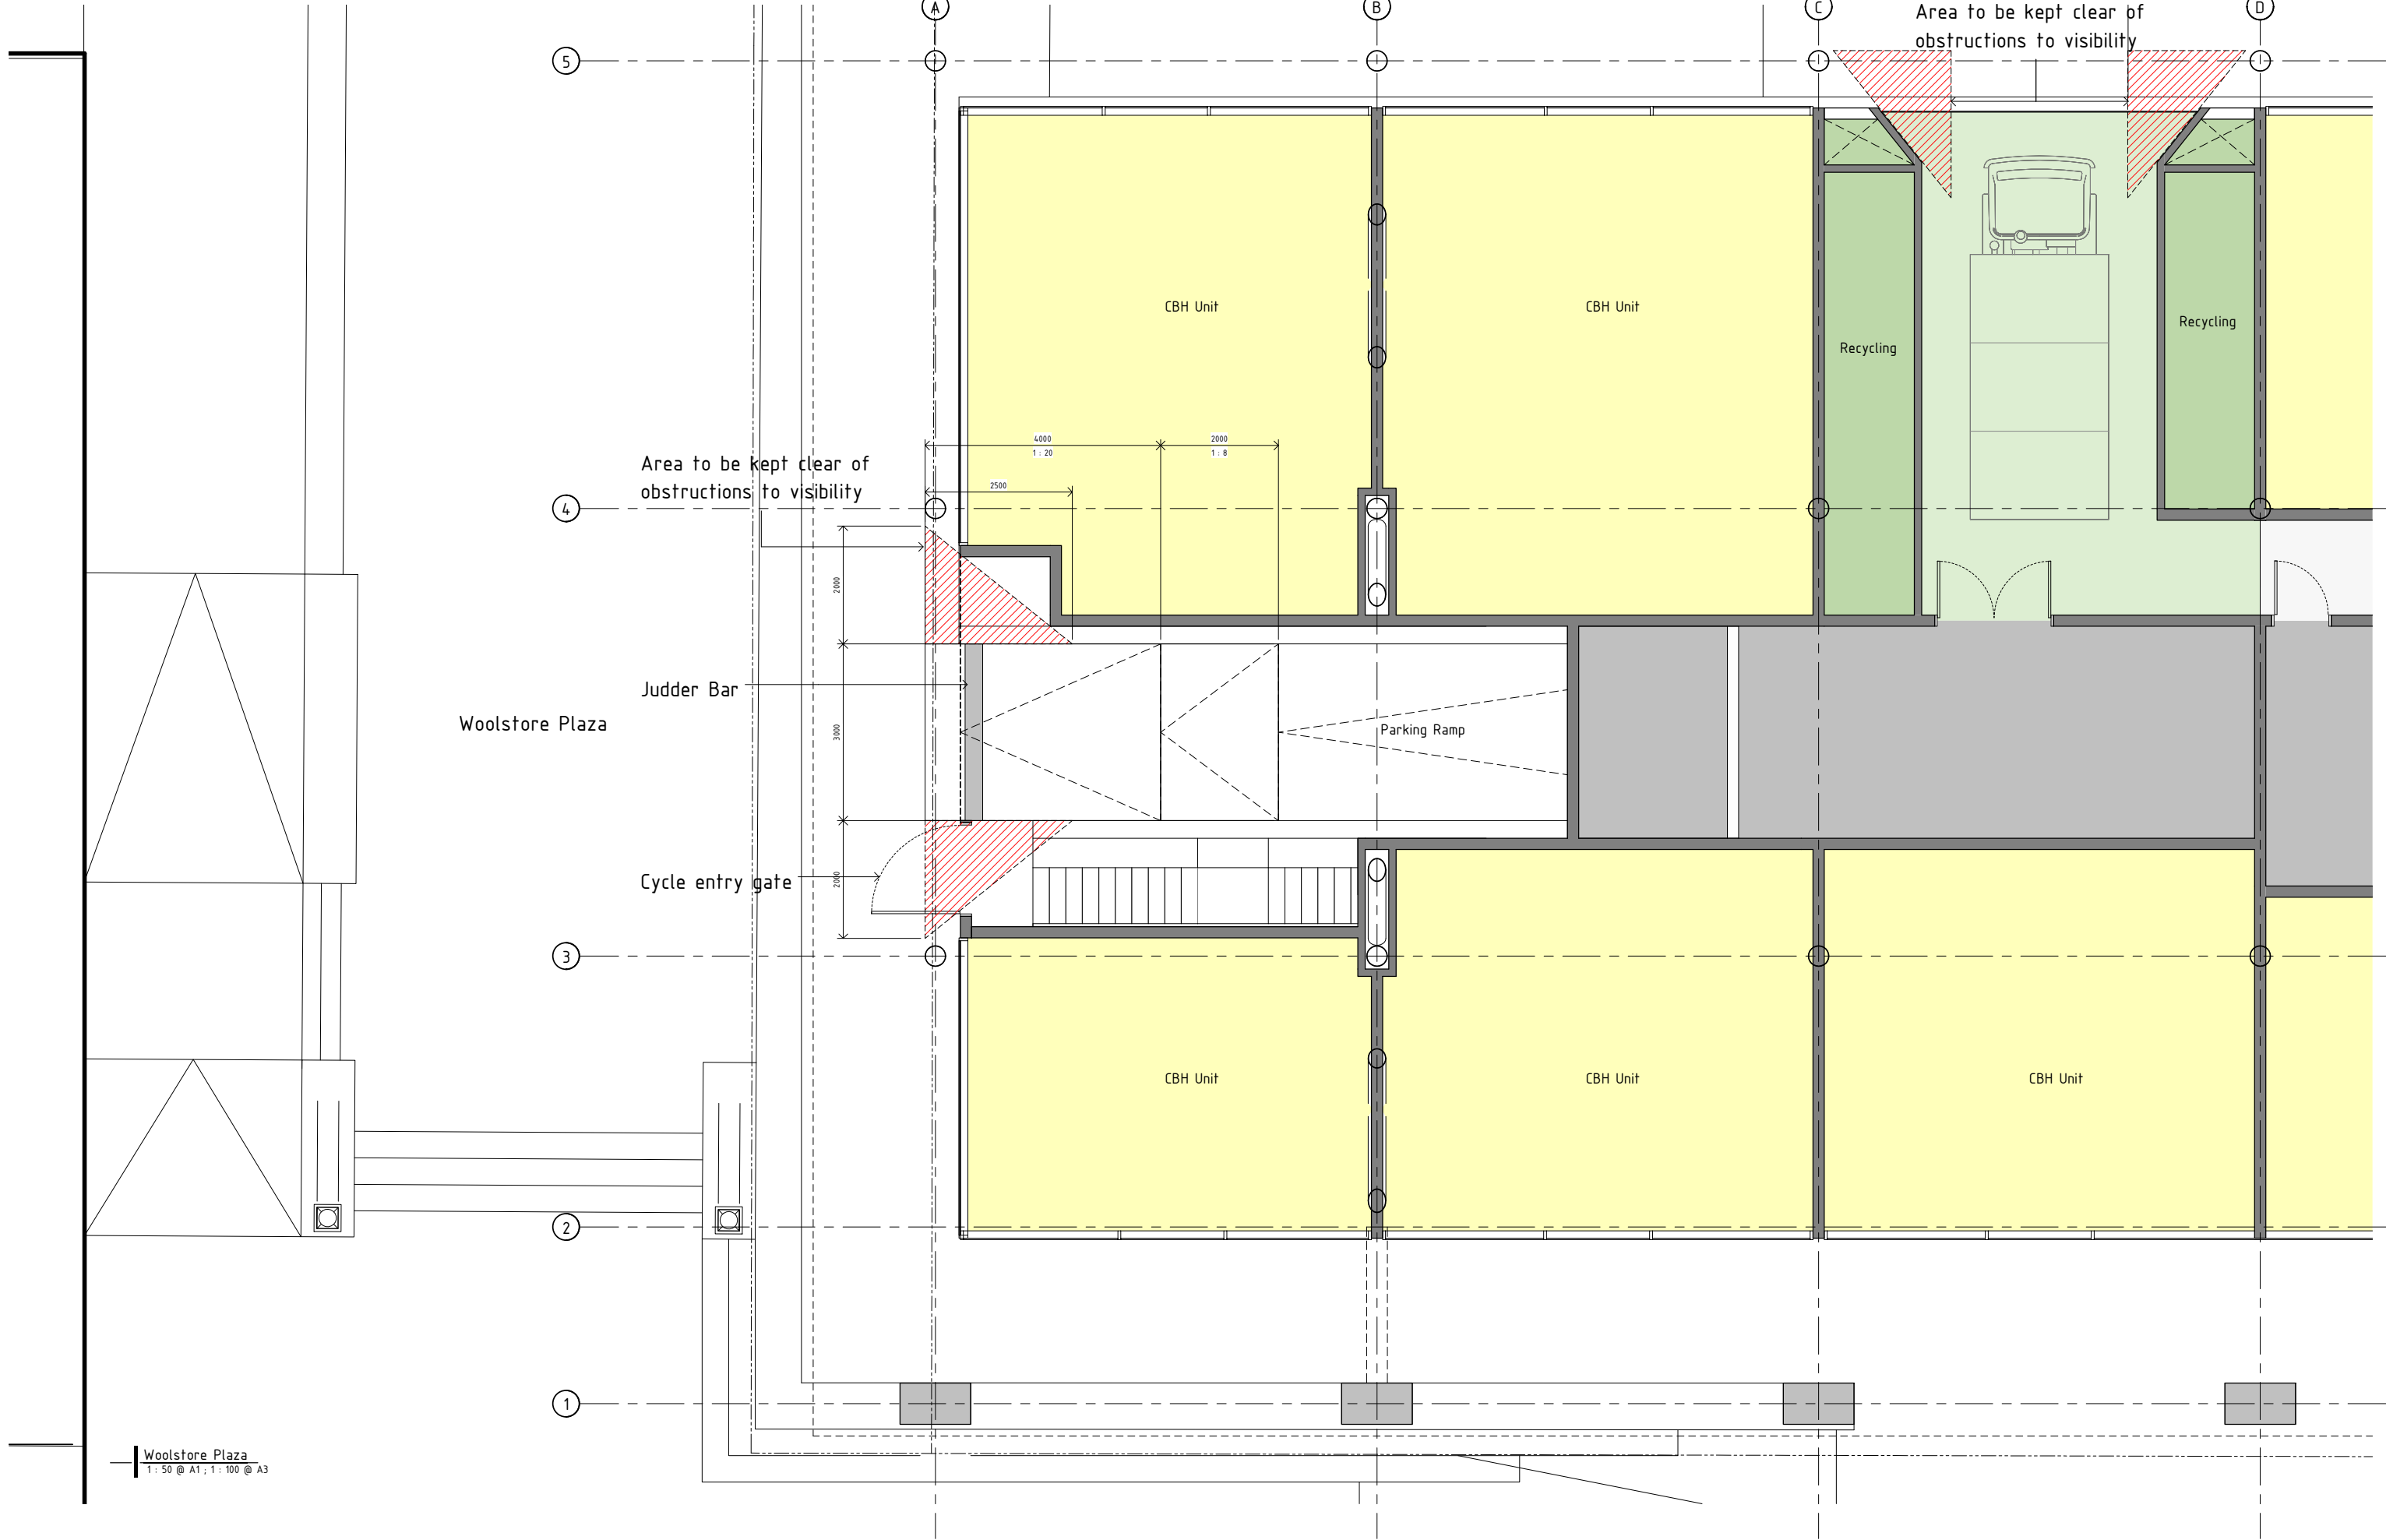 A
B
C
D
Area to be kept clear of
obstructions to visibility
5
CBH Unit
CBH Unit
Recycling
Recycling
4000
1 : 20
2000
1 : 8
Area to be kept clear of
obstructions to visibility
2500
4
2000
Judder Bar
Woolstore Plaza
3000
Parking Ramp
Cycle entry gate
2000
3
CBH Unit
CBH Unit
CBH Unit
2
1
Woolstore Plaza
1 : 50 @ A1 ; 1 : 100 @ A3